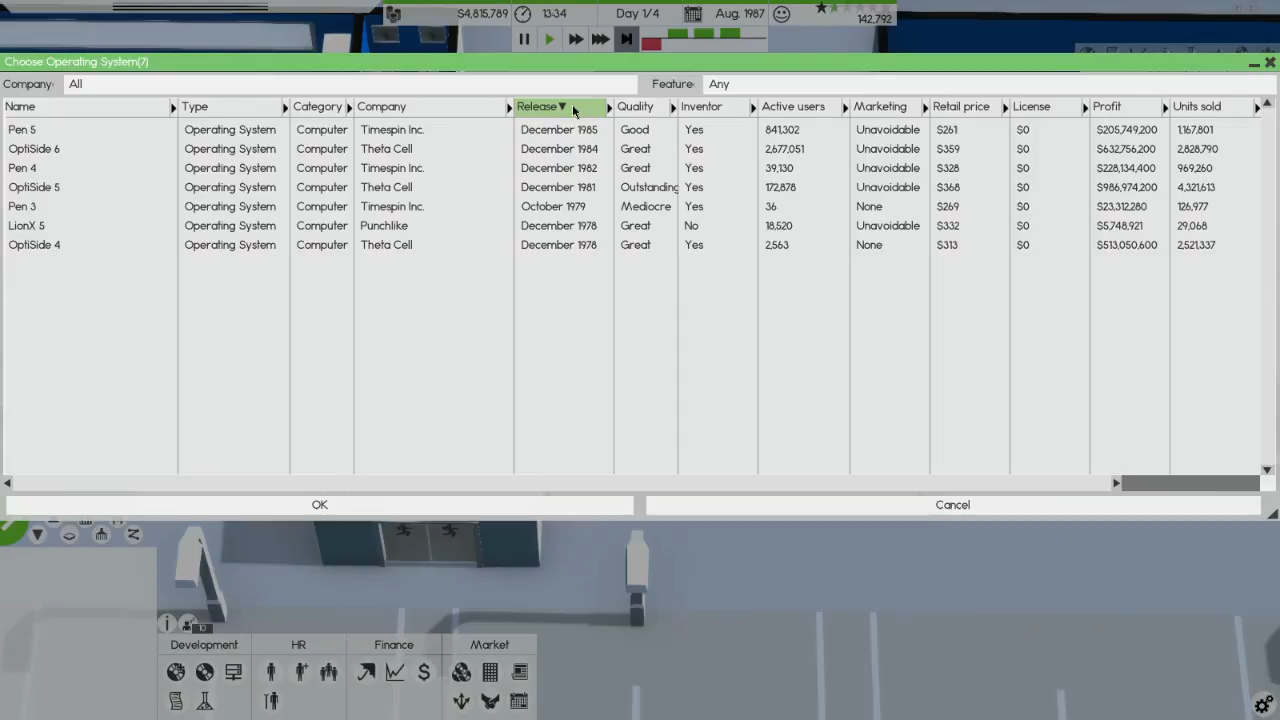 $4,815,789 13-34 Day 1/4 Aug. 1987 142,792
Choose Operating System(7)
Company: All Feature: Any
Name Type Category Company Release▼ Quality Inventor Active users Marketing Retail price License Profit Units sold
Pen 5 Operating System Computer Timespin Inc. December 1985 Good Yes 841,302 Unavoidable $261 $0 $205,749,200 1,167,801
OptiSide 6 Operating System Computer Theta Cell December 1984 Great Yes 2,677,051 Unavoidable $359 $0 $632,756,200 2,828,790
Pen 4 Operating System Computer Timespin Inc. December 1982 Great Yes 39,130 Unavoidable $328 $0 $228,134,400 969,260
OptiSide 5 Operating System Computer Theta Cell December 1981 Outstanding Yes 172,878 Unavoidable $368 $0 $986,974,200 4,321,613
Pen 3 Operating System Computer Timespin Inc. October 1979 Mediocre Yes 36 None $269 $0 $23,312,280 126,977
LionX 5 Operating System Computer Punchlike December 1978 Great No 18,520 Unavoidable $332 $0 $5,748,921 29,068
OptiSide 4 Operating System Computer Theta Cell December 1978 Great Yes 2,563 None $313 $0 $513,050,600 2,521,337
OK Cancel
10
Development HR Finance Market